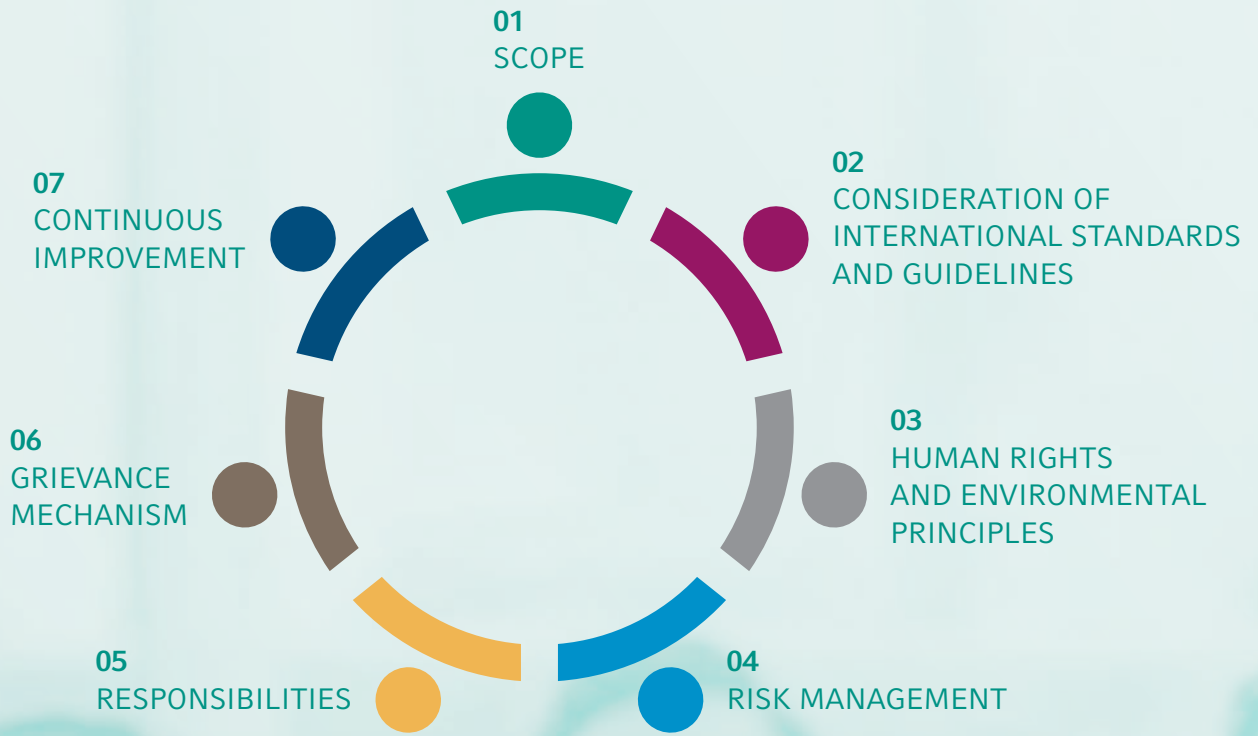 01
SCOPE
02
CONSIDERATION OF
INTERNATIONAL STANDARDS
AND GUIDELINES
03
HUMAN RIGHTS
AND ENVIRONMENTAL
PRINCIPLES
04
RISK MANAGEMENT
05
RESPONSIBILITIES
06
GRIEVANCE
MECHANISM
07
CONTINUOUS
IMPROVEMENT